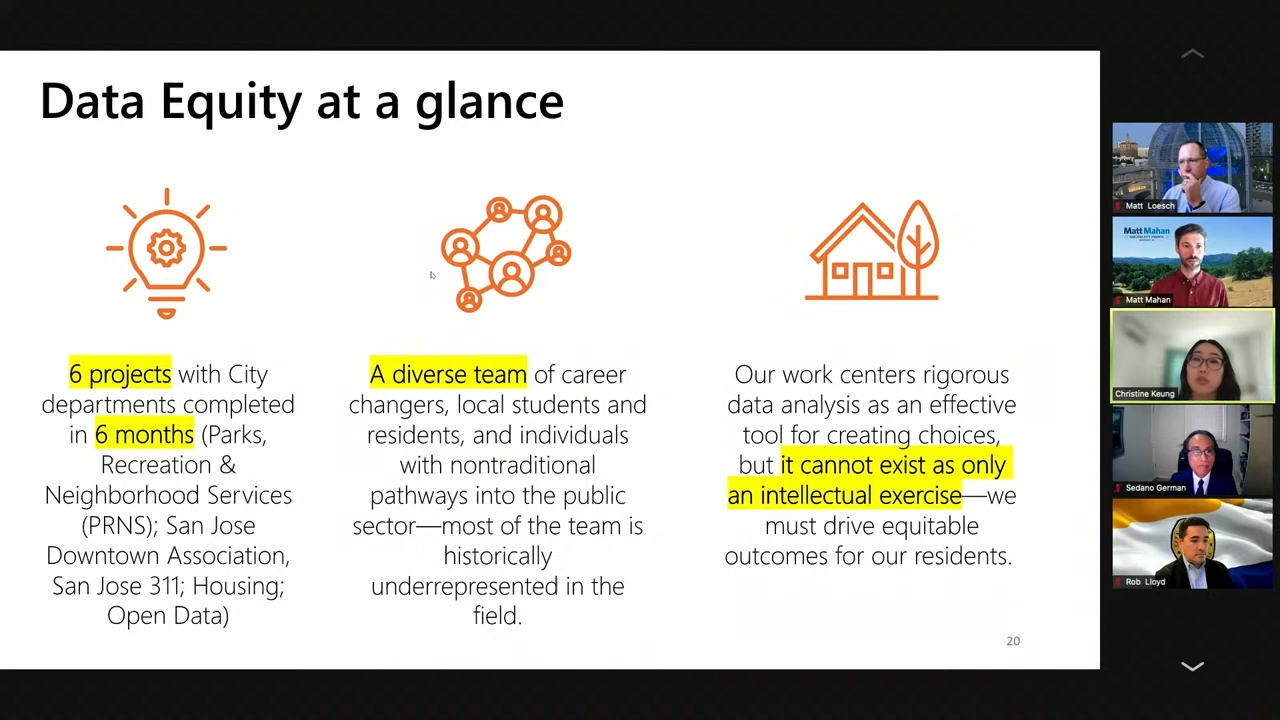 Data Equity at a glance
6 projects with City
departments completed
in 6 months (Parks,
Recreation &
Neighborhood Services
(PRNS); San Jose
Downtown Association,
San Jose 311; Housing;
Open Data)
A diverse team of career
changers, local students and
residents, and individuals
with nontraditional
pathways into the public
sector—most of the team is
historically
underrepresented in the
field.
Our work centers rigorous
data analysis as an effective
tool for creating choices,
but it cannot exist as only
an intellectual exercise—we
must drive equitable
outcomes for our residents.
20
Matt Loesch
Matt Mahan
Matt Mahan
Christine Keung
Sedano German
Rob Lloyd